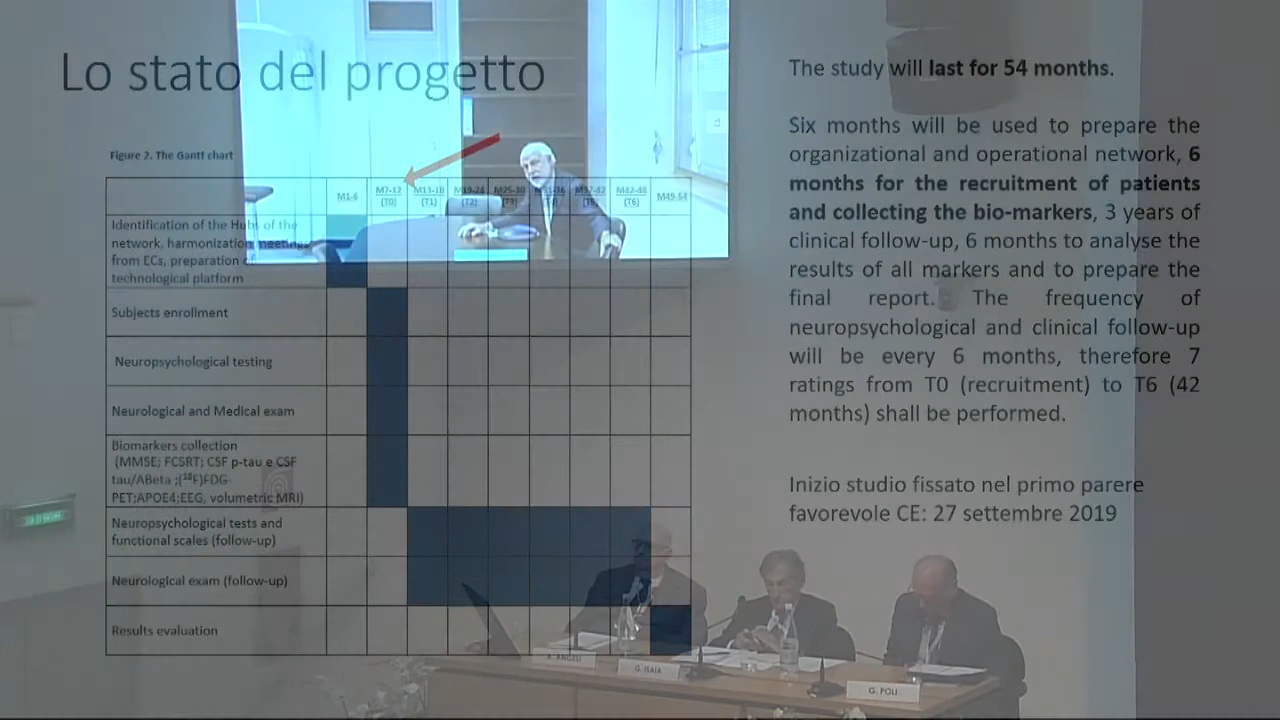 Lo stato del progetto
Figure 2. The Gantt chart
M1-6
M7-12
(T0)
M13-18
(T1)
M19-24
(T2)
M25-30
M49-54
M42-48
(T6)
Identification of the Hubs of the
network, harmonization meetings
from ECs, preparation of
technological platform
Subjects enrollment
Neuropsychological testing
Neurological and Medical exam
Biomarkers collection
(MMSE; FCSRT; CSF p-tau e CSF
tau/ABeta ;(18F)FDG-
PET;APOE4;EEG, volumetric MRI)
Neuropsychological tests and
functional scales (follow-up)
Neurological exam (follow-up)
Results evaluation
The study will last for 54 months.
Six months will be used to prepare the
organizational and operational network, 6
months for the recruitment of patients
and collecting the bio-markers, 3 years of
clinical follow-up, 6 months to analyse the
results of all markers and to prepare the
final report. The frequency of
neuropsychological and clinical follow-up
will be every 6 months, therefore 7
ratings from T0 (recruitment) to T6 (42
months) shall be performed.
Inizio studio fissato nel primo parere
favorevole CE: 27 settembre 2019
G. ISAIA
G. POLI